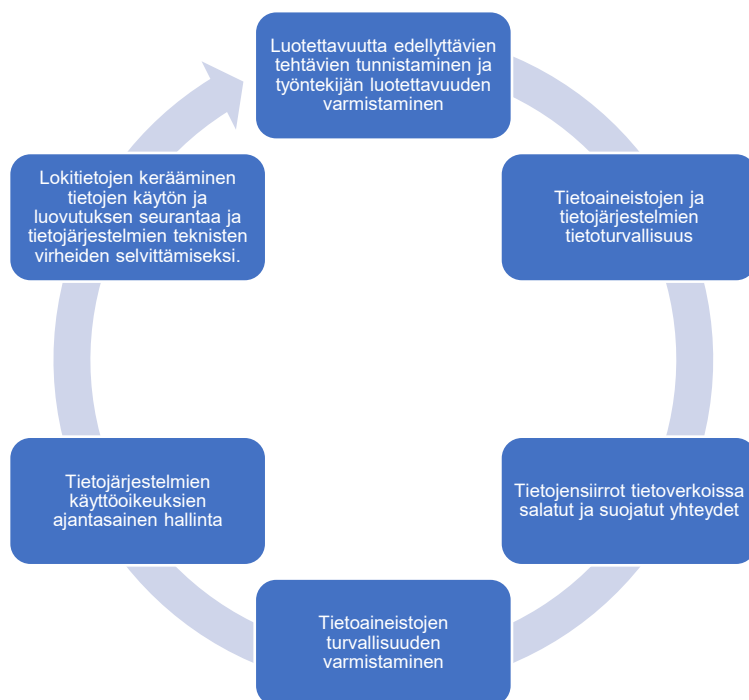 Luotettavuutta edellyttävien
tehtävien tunnistaminen ja
työntekijän luotettavuuden
varmistaminen
Tietoaineistojen ja
tietojärjestelmien
tietoturvallisuus
Tietojensiirrot tietoverkoissa
salatut ja suojatut yhteydet
Tietoaineistojen
turvallisuuden
varmistaminen
Tietojärjestelmien
käyttöoikeuksien
ajantasainen hallinta
Lokitietojen kerääminen
tietojen käytön ja
luovutuksen seurantaa ja
tietojärjestelmien teknisten
virheiden selvittämiseksi.